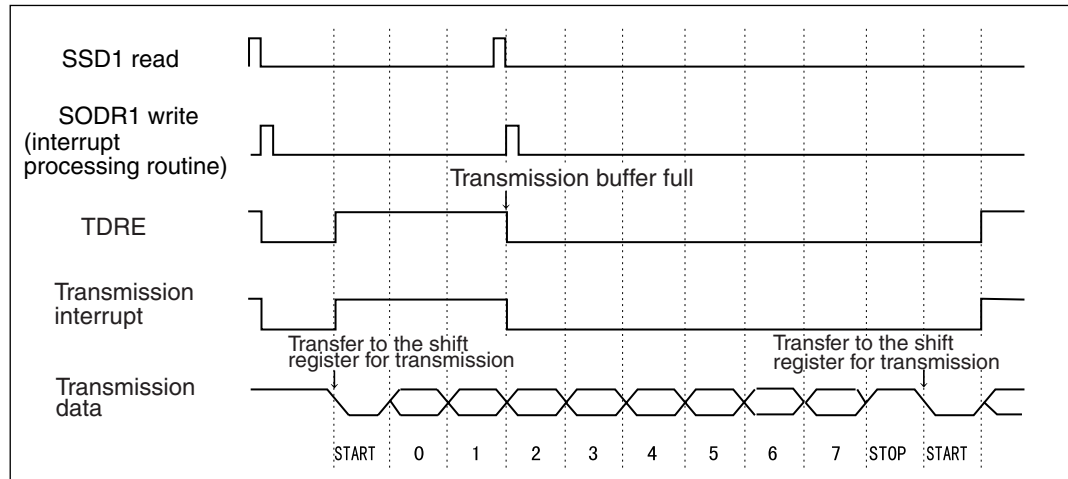 SSD1 read
SODR1 write
(interrupt
processing routine)
Transmission buffer full
TDRE
Transmission
interrupt
Transfer to the shift
register for transmission
Transfer to the shift
register for transmission
Transmission
data
START 0 1 2 3 4 5 6 7 STOP START